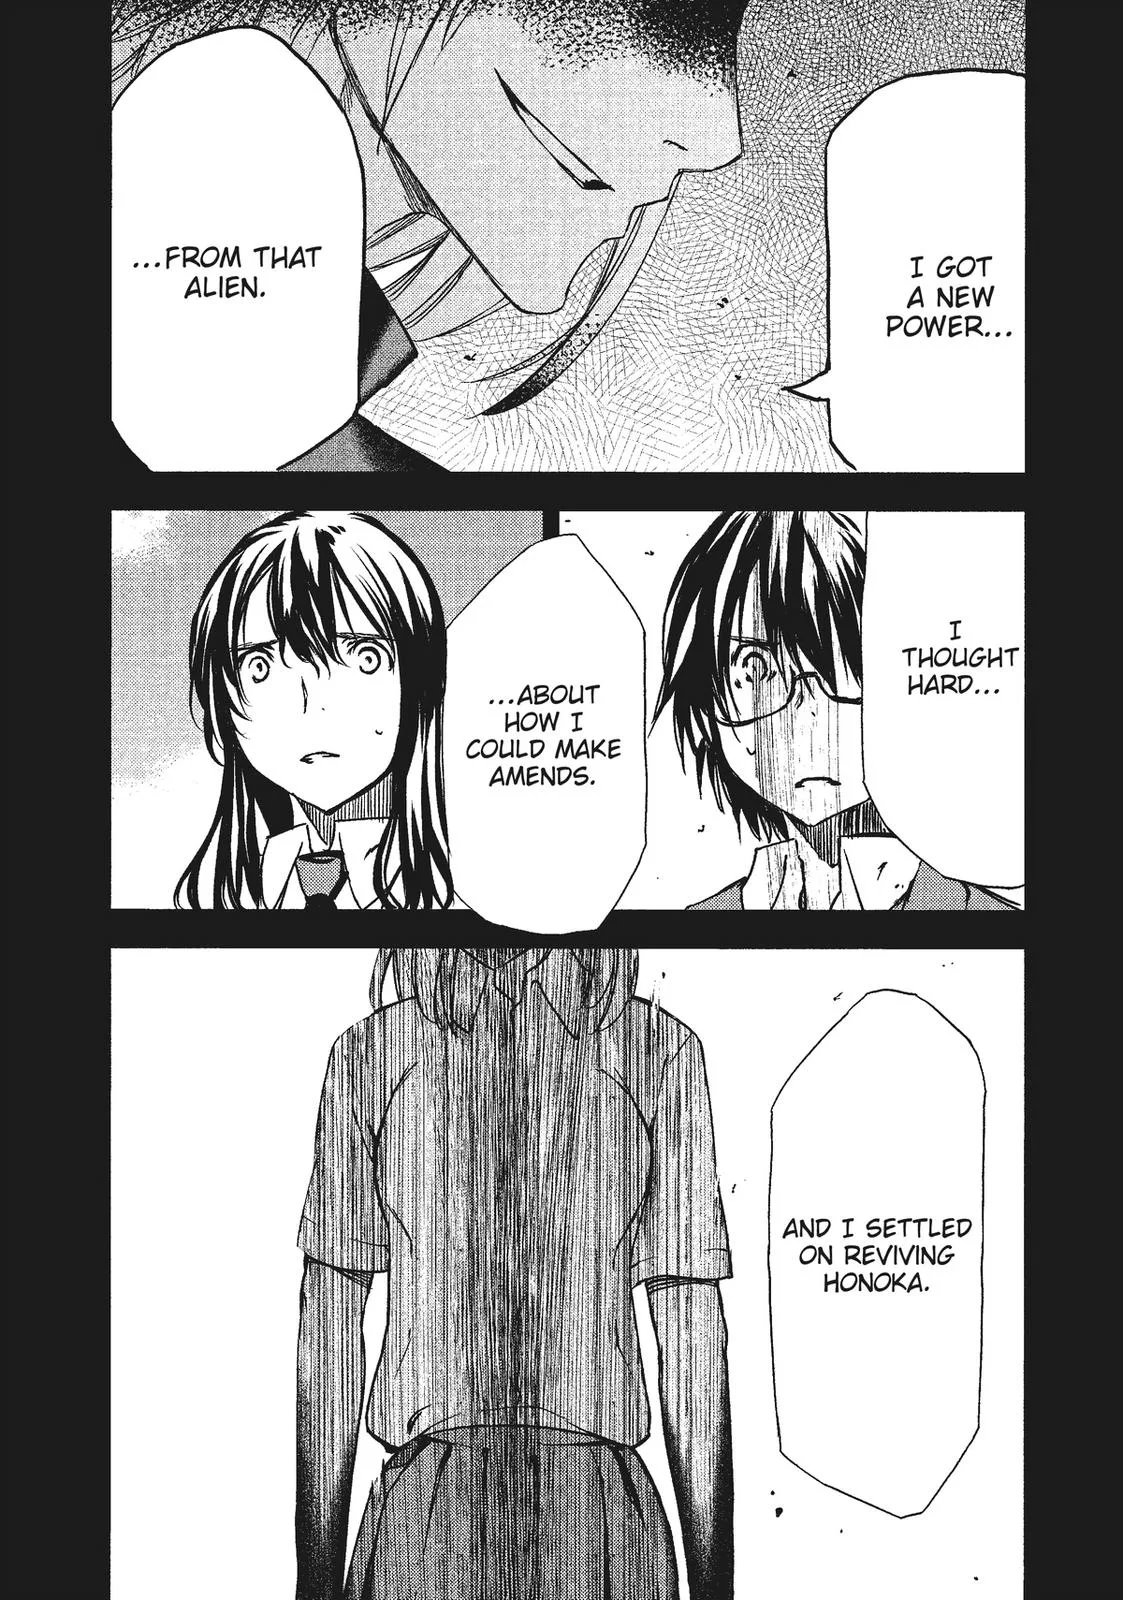 I GOT
A NEW
POWER...
...FROM THAT
ALIEN.
I
THOUGHT
HARD...
...ABOUT
HOW I
COULD MAKE
AMENDS.
AND I SETTLED
ON REVIVING
HONOKA.